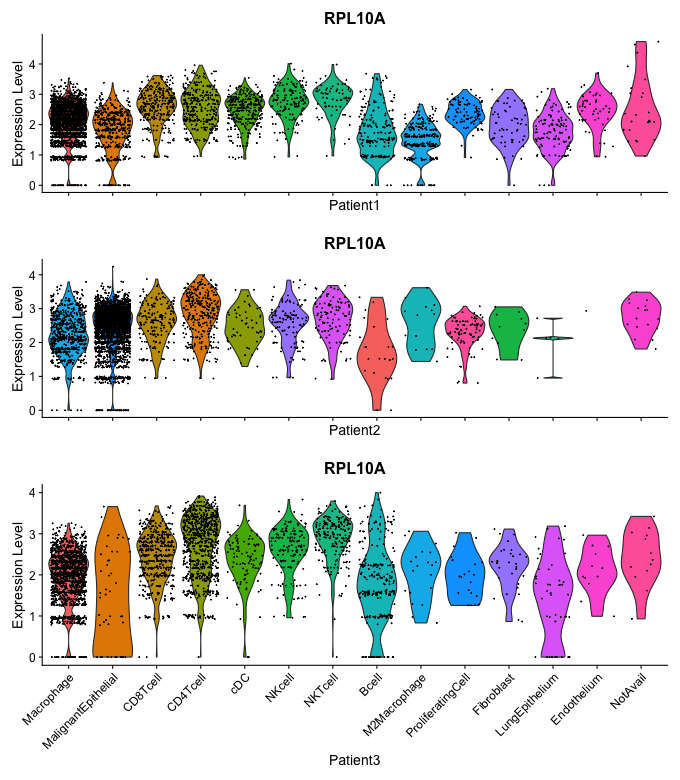 RPL10A
Expression Level
4
3
2
1
0
Patient1
RPL10A
Expression Level
4
3
2
1
0
Patient2
RPL10A
Expression Level
4
3
2
1
0
Macrophage
MalignantEpithelial
CD8Tcell
CD4Tcell
cDC
NKcell
NKTcell
Bcell
M2Macrophage
ProliferatingCell
Fibroblast
LungEpithelium
Endothelium
NotAvail
Patient3